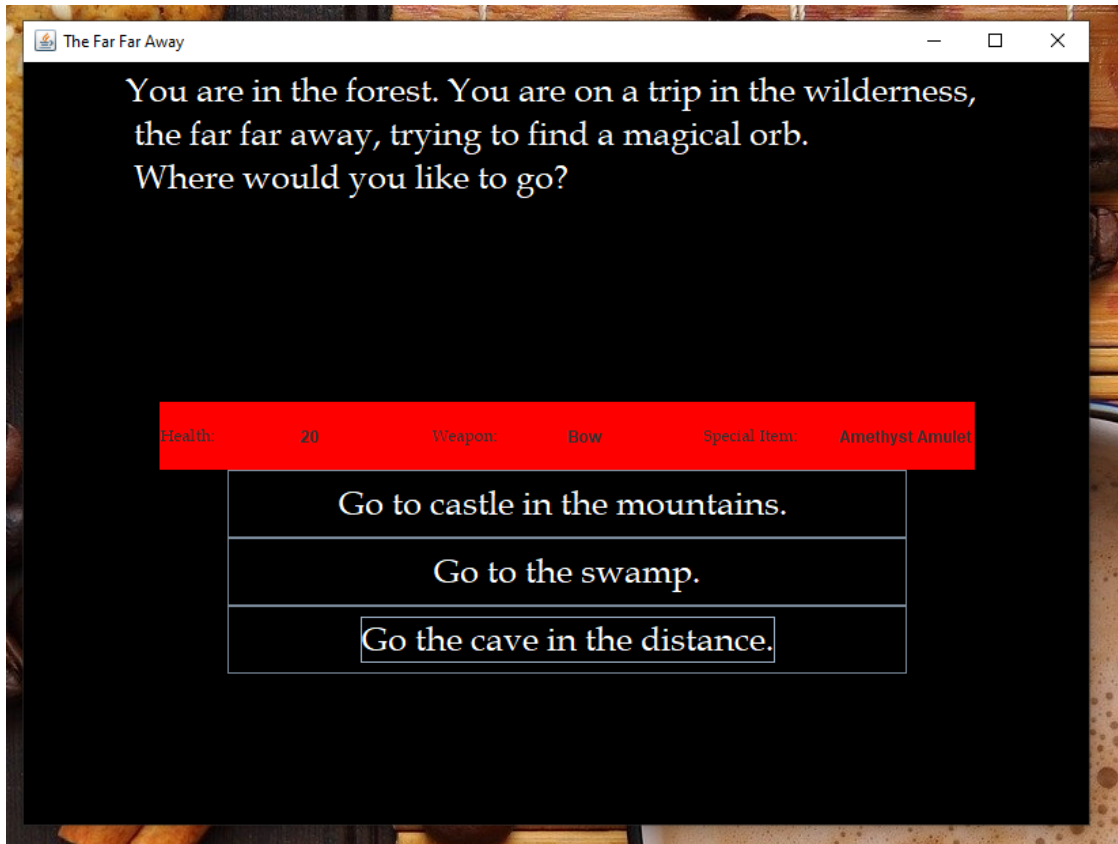 The Far Far Away
You are in the forest. You are on a trip in the wilderness,
the far far away, trying to find a magical orb.
Where would you like to go?
Health: 20 Weapon: Bow Special Item: Amethyst Amulet
Go to castle in the mountains.
Go to the swamp.
Go the cave in the distance.